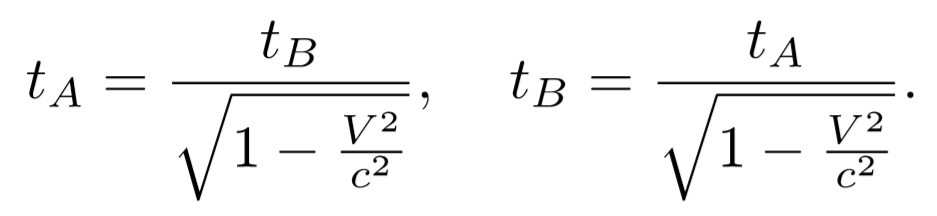 t_A = \frac{t_B}{\sqrt{1 - \frac{V^2}{c^2}}}, \quad t_B = \frac{t_A}{\sqrt{1 - \frac{V^2}{c^2}}}.